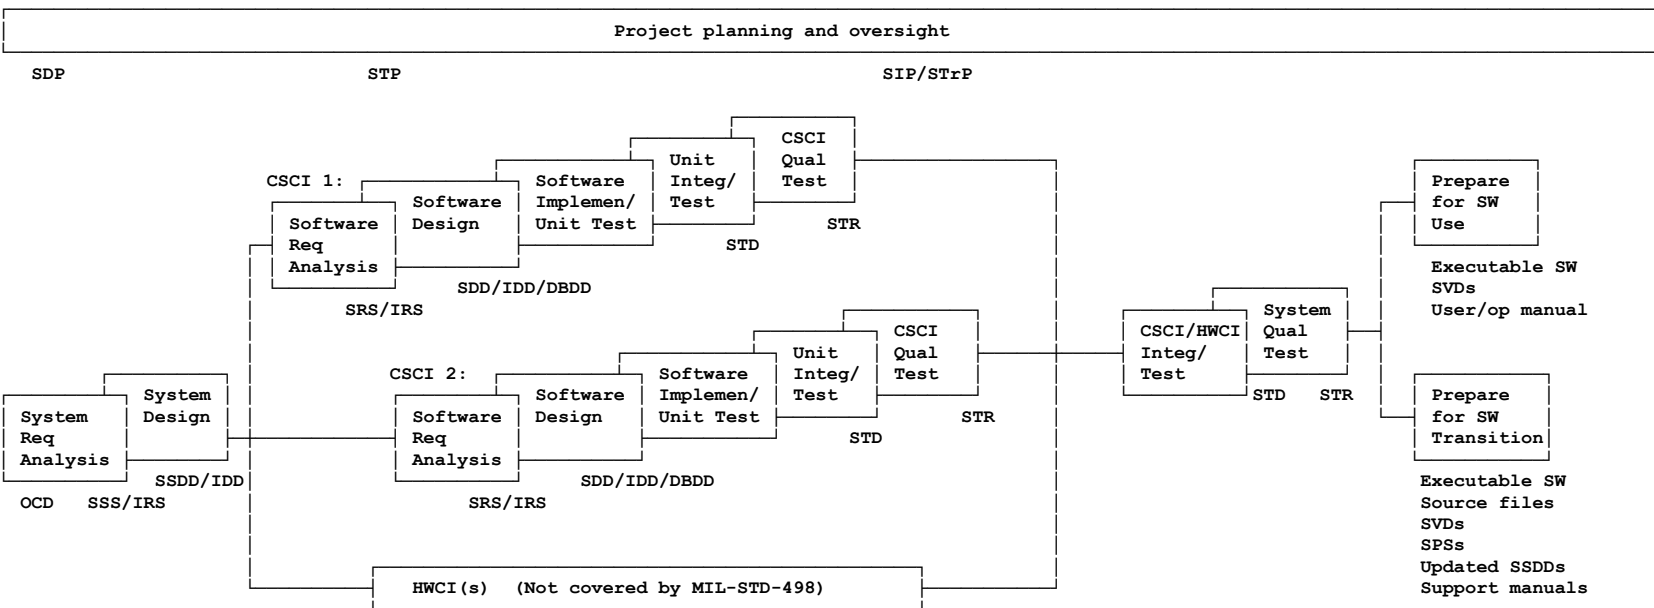 Project planning and oversight
SDP STP SIP/STrP
CSCI 1:
Software
Req
Analysis
SRS/IRS
Software
Design
SDD/IDD/DBDD
Software
Implemen/
Unit Test
Unit
Integ/
Test
STD
CSCI
Qual
Test
STR
System
Req
Analysis
OCD SSS/IRS
System
Design
SSDD/IDD
CSCI 2:
Software
Req
Analysis
SRS/IRS
Software
Design
SDD/IDD/DBDD
Software
Implemen/
Unit Test
Unit
Integ/
Test
STD
CSCI
Qual
Test
STR
HWCI(s) (Not covered by MIL-STD-498)
CSCI/HWCI
Integ/
Test
STD
System
Qual
Test
STR
Prepare
for SW
Use
Executable SW
SVDs
User/op manual
Prepare
for SW
Transition
Executable SW
Source files
SVDs
SPSs
Updated SSDDs
Support manuals